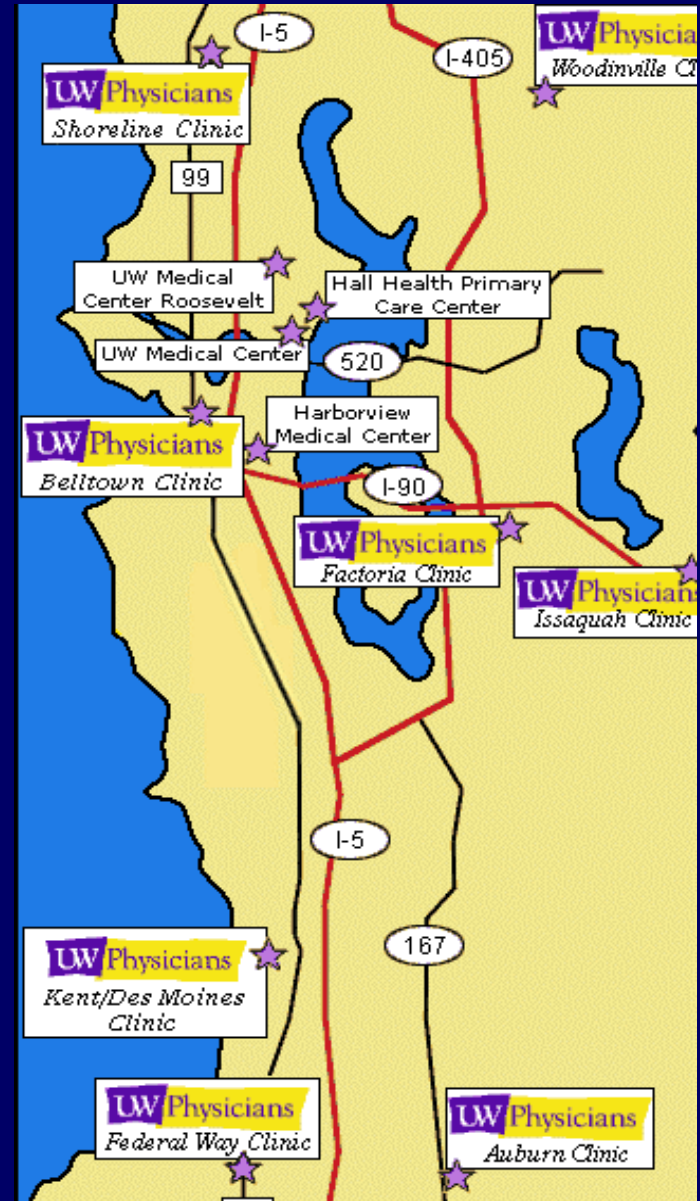 I-5
I-405
UW Physicia
Woodinville Cl
UW Physicians
Shoreline Clinic
99
UW Medical
Center Roosevelt
Hall Health Primary
Care Center
UW Medical Center
520
Harborview
Medical Center
UW Physicians
Belltown Clinic
I-90
UW Physicians
Factoria Clinic
UW Physicians
Issaquah Clinic
I-5
167
UW Physicians
Kent/Des Moines
Clinic
UW Physicians
Federal Way Clinic
UW Physicians
Auburn Clinic